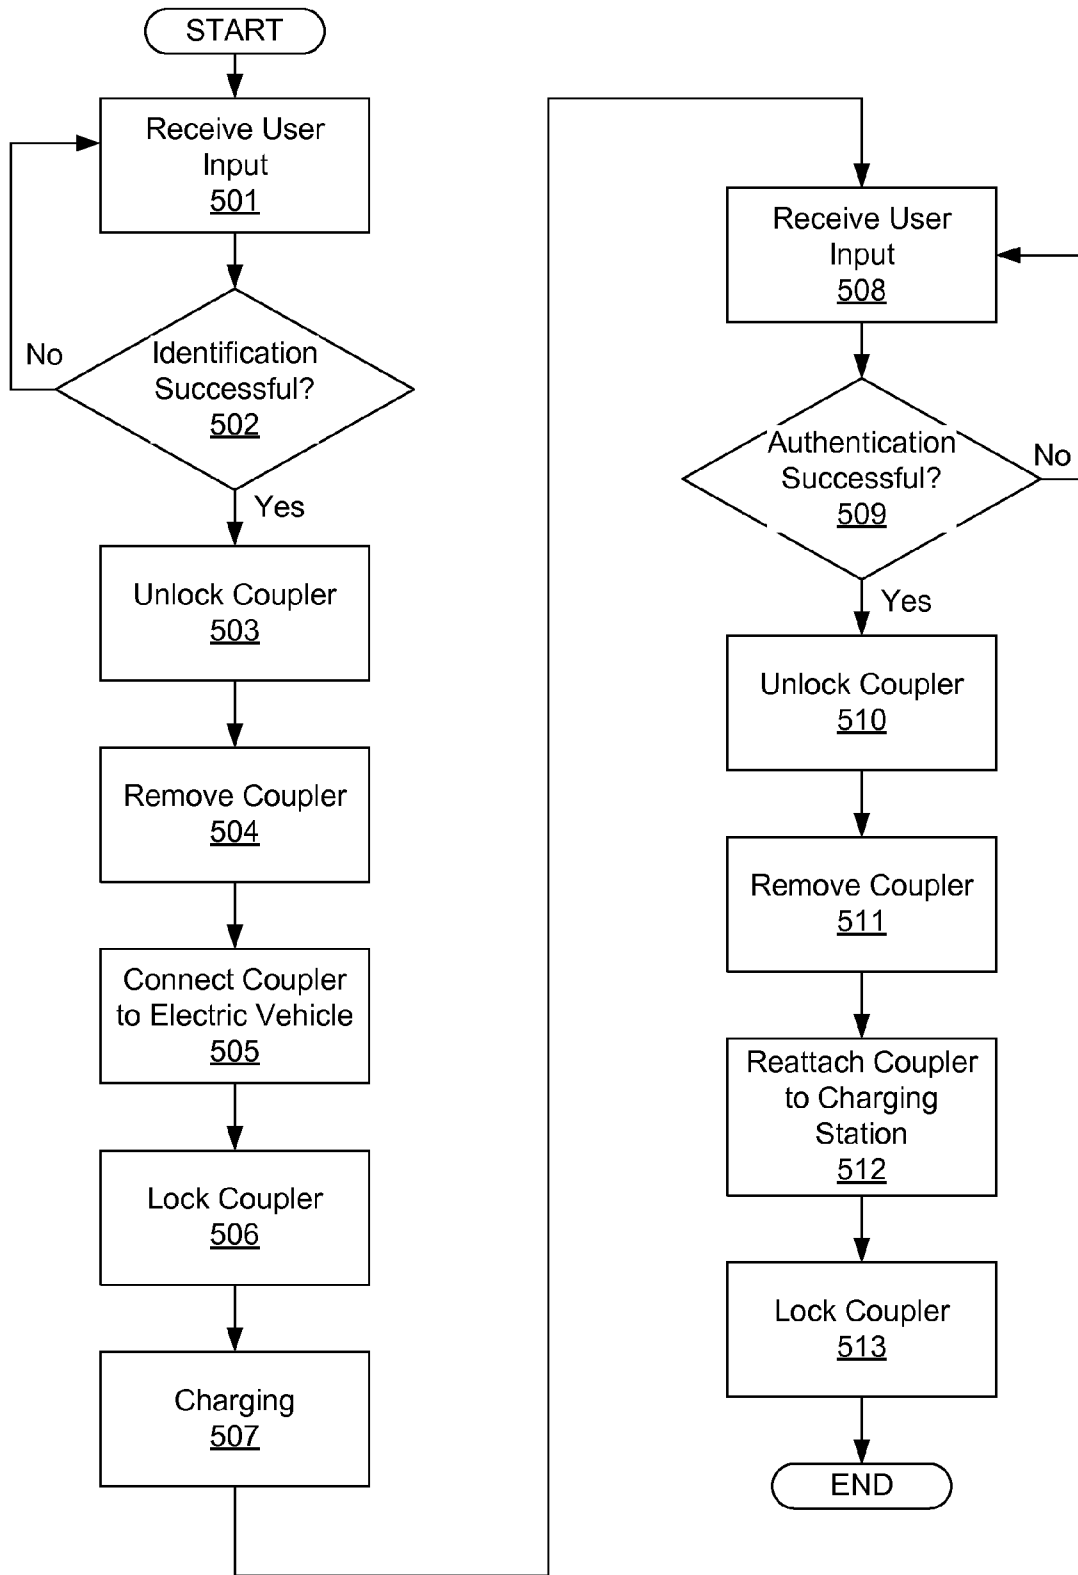 START
Receive User
Input
501
Identification
Successful?
502
No
Yes
Unlock Coupler
503
Remove Coupler
504
Connect Coupler
to Electric Vehicle
505
Lock Coupler
506
Charging
507
Receive User
Input
508
Authentication
Successful?
509
No
Yes
Unlock Coupler
510
Remove Coupler
511
Reattach Coupler
to Charging
Station
512
Lock Coupler
513
END